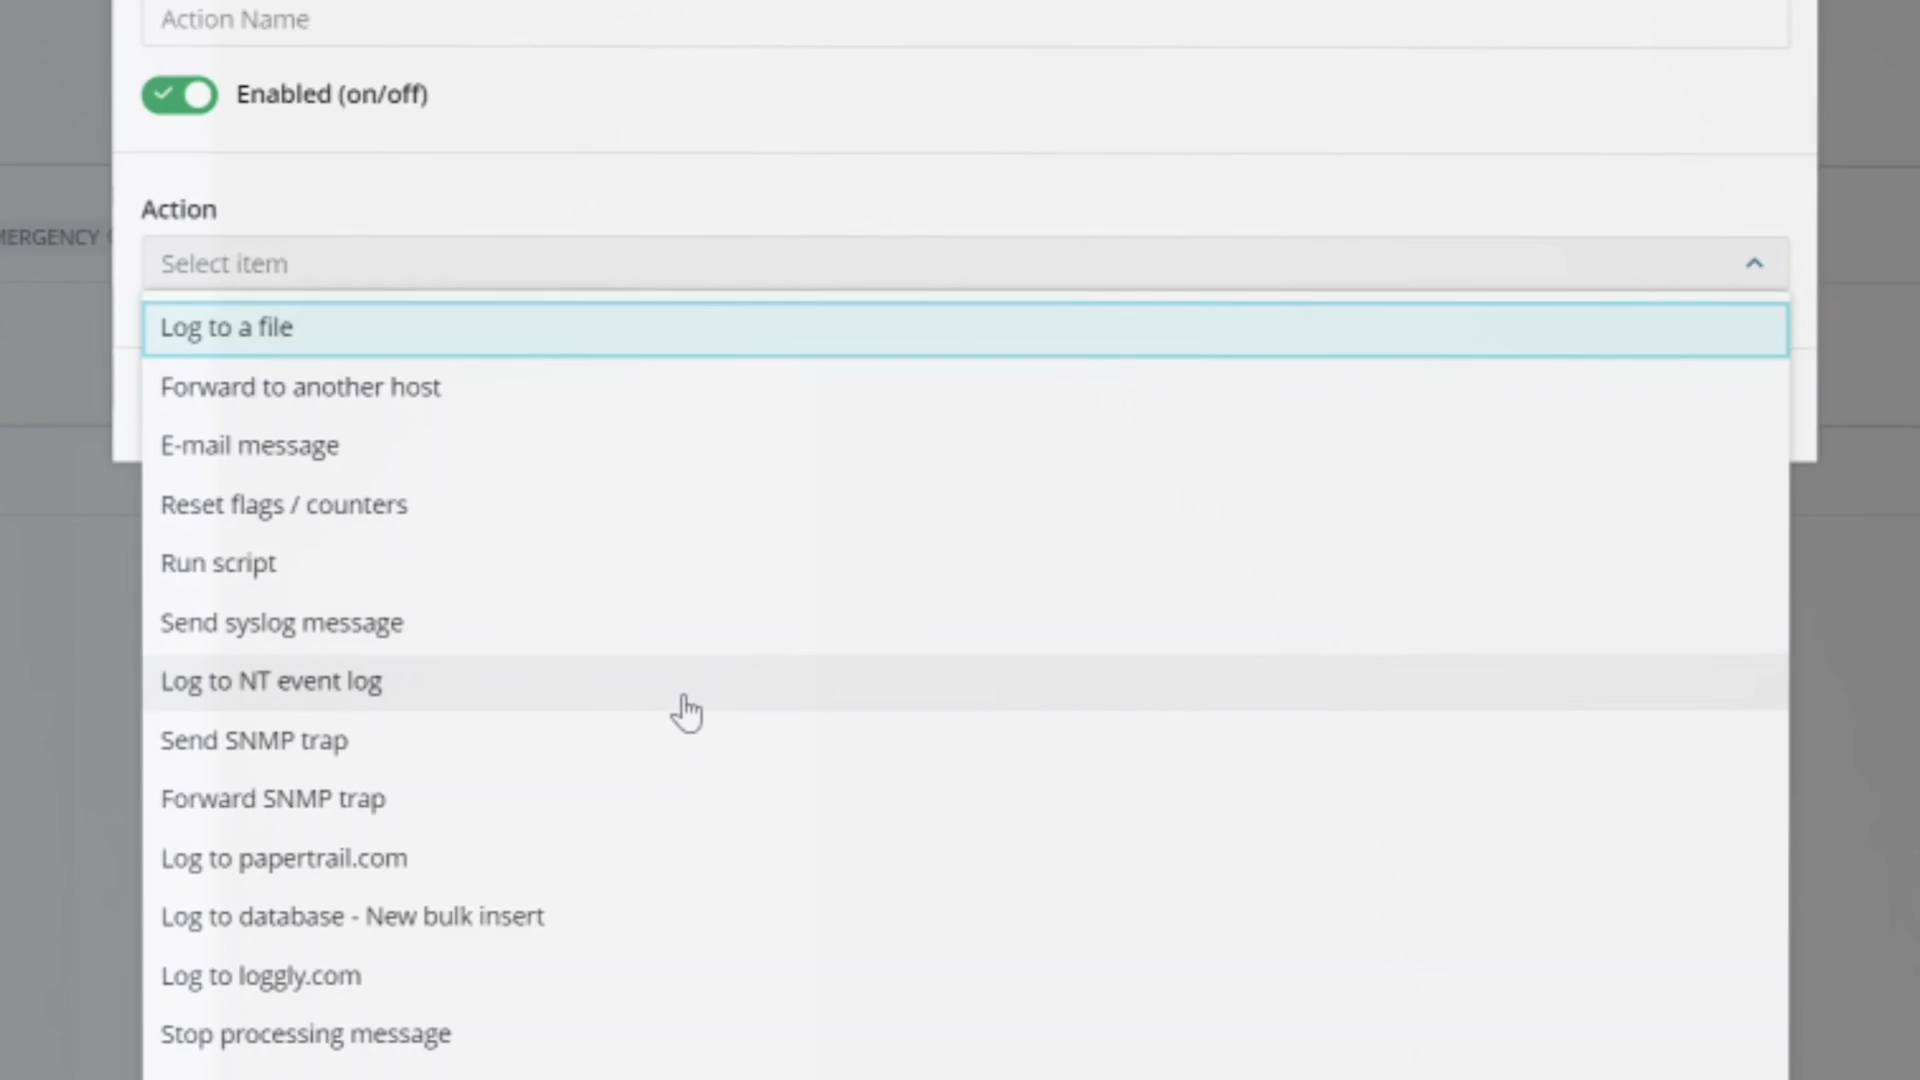 Action Name
Enabled (on/off)
Action
MERGENCY
Select item
Log to a file
Forward to another host
E-mail message
Reset flags / counters
Run script
Send syslog message
Log to NT event log
Send SNMP trap
Forward SNMP trap
Log to papertrail.com
Log to database - New bulk insert
Log to loggly.com
Stop processing message